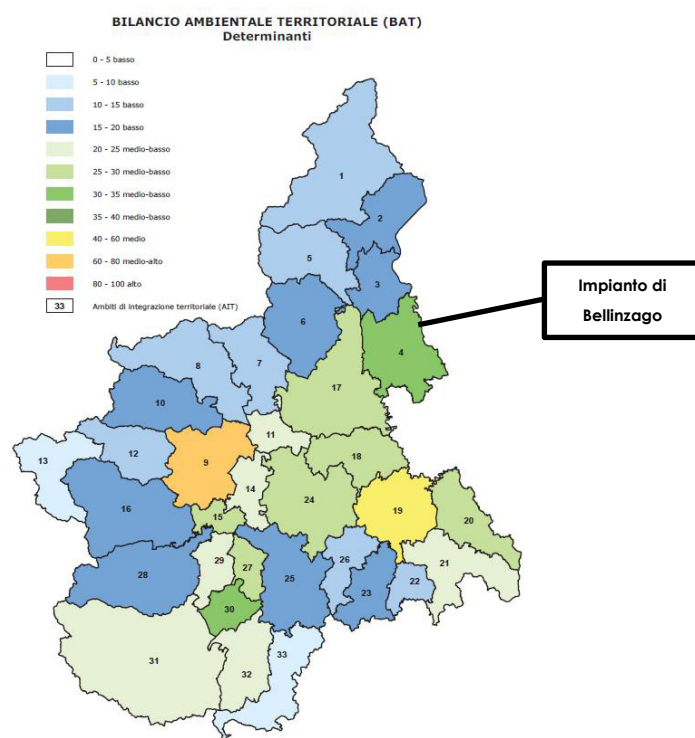 BILANCIO AMBIENTALE TERRITORIALE (BAT)
Determinanti
0 - 5 basso
5 - 10 basso
10 - 15 basso
15 - 20 basso
20 - 25 medio-basso
25 - 30 medio-basso
30 - 35 medio-basso
35 - 40 medio-basso
40 - 60 medio
60 - 80 medio-alto
80 - 100 alto
33 Ambiti di integrazione territoriale (AIT)
Impianto di
Bellinzago
1
2
5
3
6
4
8
7
17
10
11
12
9
13
18
14
24
16
19
20
15
26
29
27
21
28
25
22
23
30
31
33
32